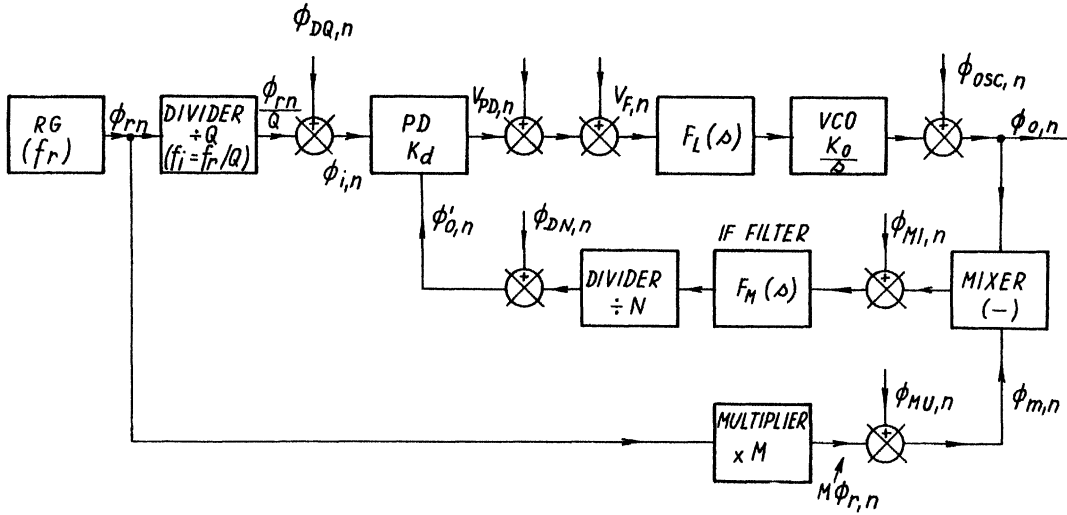 ϕDQ,n
RG
(fr)
ϕrn
DIVIDER
÷Q
(fi=fr/Q)
ϕrn
Q
+
ϕi,n
PD
Kd
VPD,n
+
VF,n
+
FL(s)
VCO
Ko
s
ϕosc,n
+
ϕo,n
ϕ'o,n
ϕDN,n
+
DIVIDER
÷N
IF FILTER
FM(s)
ϕMI,n
+
MIXER
(-)
MULTIPLIER
x M
Mϕr,n
ϕMU,n
+
ϕm,n